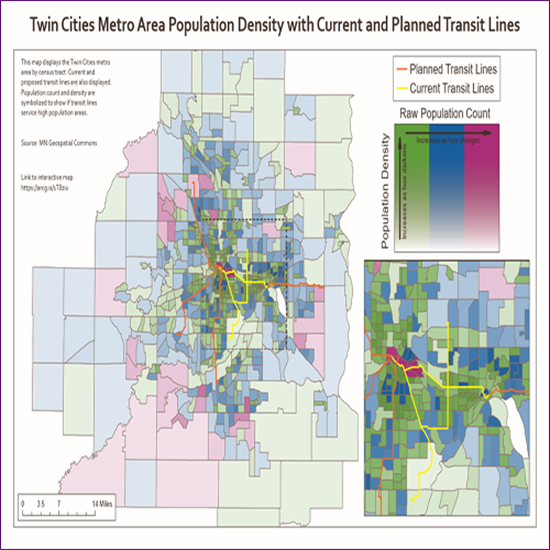 Twin Cities Metro Area Population Density with Current and Planned Transit Lines
This map displays the Twin Cities metro
area by census tract. Current and
proposed transit lines are also displayed.
Population count and density are
symbolized to show if transit lines
service high population areas.
Source: MN Geospatial Commons
Link to interactive map:
Planned Transit Lines
Current Transit Lines
Raw Population Count
Increases as hue changes
Population Density
Increases as hue darkens
0 3.5 7 14 Miles